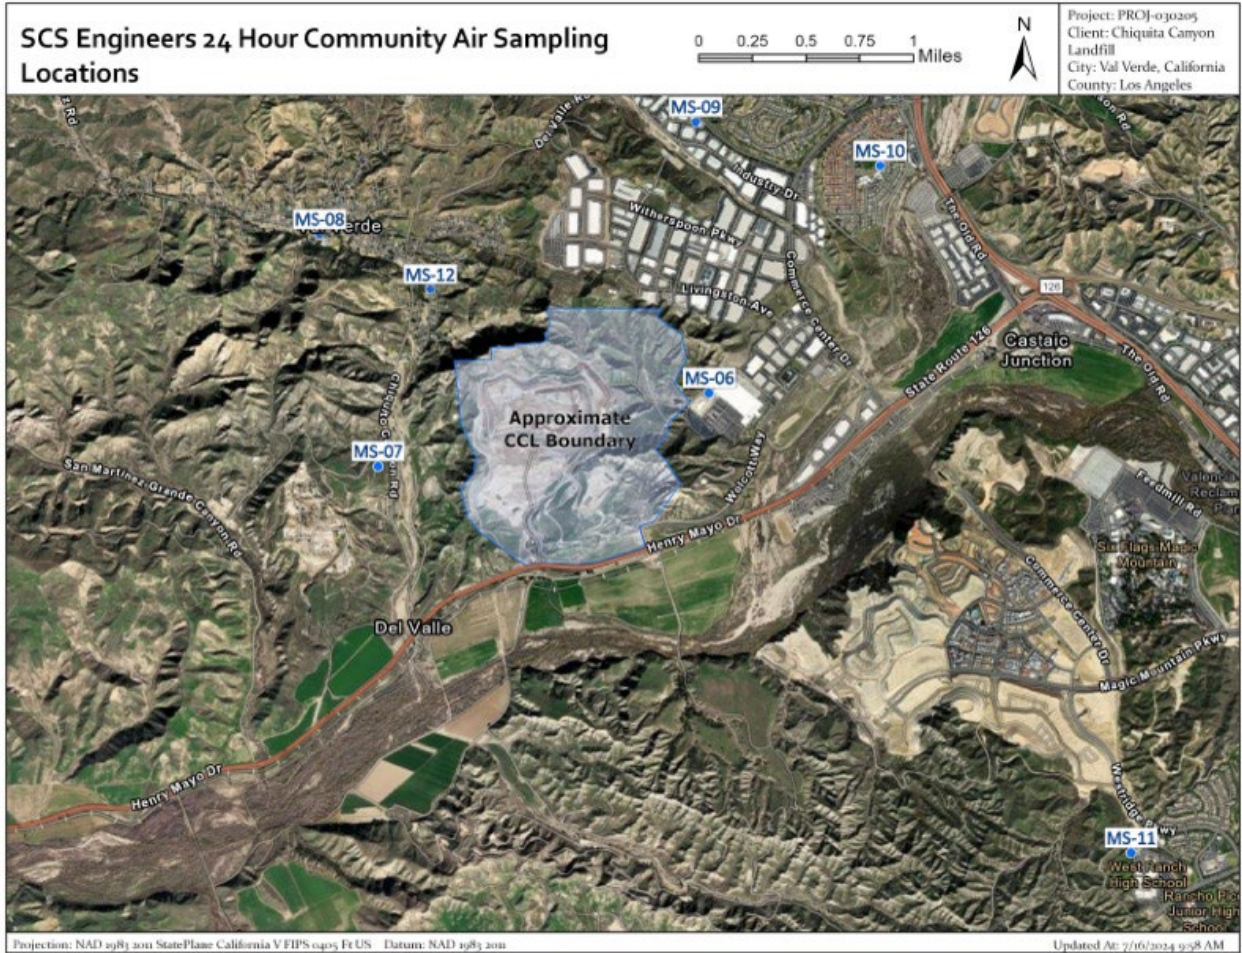 SCS Engineers 24 Hour Community Air Sampling
Locations
0 0.25 0.5 0.75 1
Miles
N
Project: PROJ-030205
Client: Chiquita Canyon
Landfill
City: Val Verde, California
County: Los Angeles
MS-09
Del Valle Rd
MS-10
Industry Dr
Witherspoon Pkwy
The Old Rd
MS-08
MS-12
Commerce Center Dr
Livingston Ave
126
State Route 126
Castaic
Junction
The Old Rd
MS-06
Approximate
CCL Boundary
MS-07
San Martinez Grande Canyon Rd
Wolcott Way
Henry Mayo Dr
Feedmill Rd
Valencia
Reclam
Six Flags Magic
Mountain
Commerce Center Dr
Del Valle
Magic Mountain Pkwy
Henry Mayo Dr
Westridge Pkwy
MS-11
West Ranch
High School
Rancho Pico
Junior High
School
Projection: NAD 1983 2011 StatePlane California V FIPS 0405 Ft US Datum: NAD 1983 2011
Updated At: 7/16/2024 9:58 AM